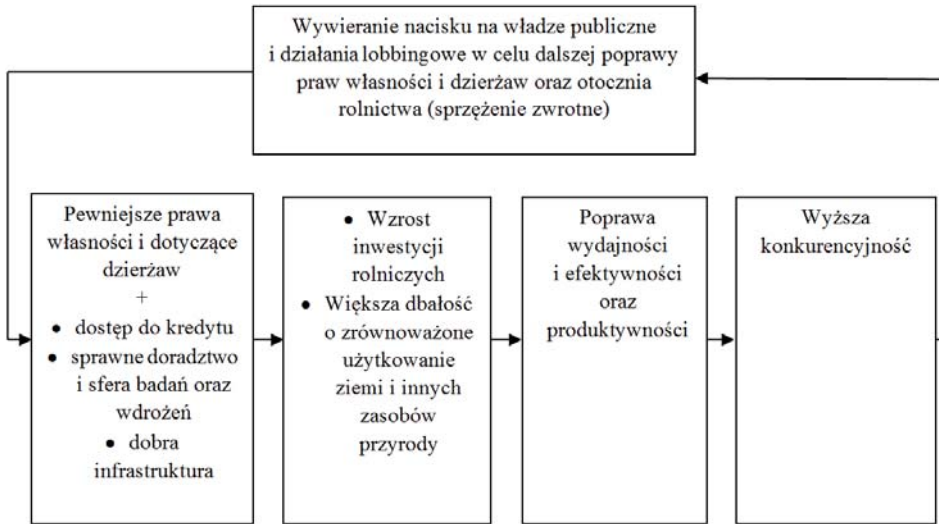 Wywieranie nacisku na władze publiczne
i działania lobbingowe w celu dalszej poprawy
praw własności i dzierżaw oraz otocznia
rolnictwa (sprzężenie zwrotne)
Pewniejsze prawa
własności i dotyczące
dzierżaw
+
● dostęp do kredytu
● sprawne doradztwo
i sfera badań oraz
wdrożeń
● dobra
infrastruktura
● Wzrost
inwestycji
rolniczych
● Większa dbałość
o zrównoważone
użytkowanie
ziemi i innych
zasobów
przyrody
Poprawa
wydajności
i efektywności
oraz
produktywności
Wyższa
konkurencyjność